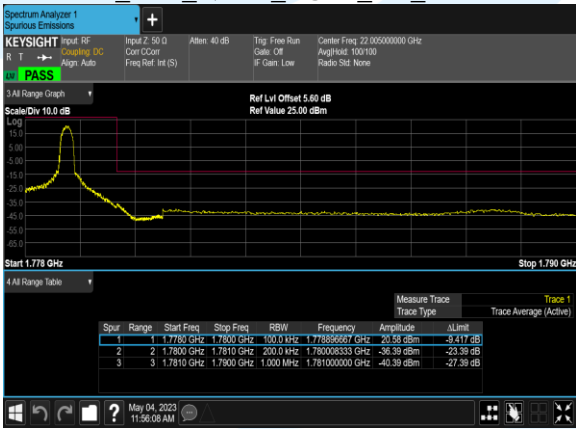 Spectrum Analyzer 1
Spurious Emissions
+
KEYSIGHT Input: RF Input Z: 50 Ω Atten: 40 dB Trig: Free Run Center Freq: 22.005000000 GHz
R T Coupling: DC Corr CCorr Gate: Off Avg|Hold: 100/100
Align: Auto Freq Ref: Int (S) IF Gain: Low Radio Std: None
PASS
3 All Range Graph
Ref Lvl Offset 5.60 dB
Scale/Div 10.0 dB Ref Value 25.00 dBm
Log
15.0
5.00
-5.00
-15.0
-25.0
-35.0
-45.0
-55.0
-65.0
Start 1.778 GHz Stop 1.790 GHz
4 All Range Table
Measure Trace Trace 1
Trace Type Trace Average (Active)
Spur Range Start Freq Stop Freq RBW Frequency Amplitude ΔLimit
1 1 1.7780 GHz 1.7800 GHz 100.0 kHz 1.778896667 GHz 20.58 dBm -9.417 dB
2 2 1.7800 GHz 1.7810 GHz 200.0 kHz 1.780008333 GHz -36.39 dBm -23.39 dB
3 3 1.7810 GHz 1.7900 GHz 1.000 MHz 1.781000000 GHz -40.39 dBm -27.39 dB
? May 04, 2023
11:56:08 AM